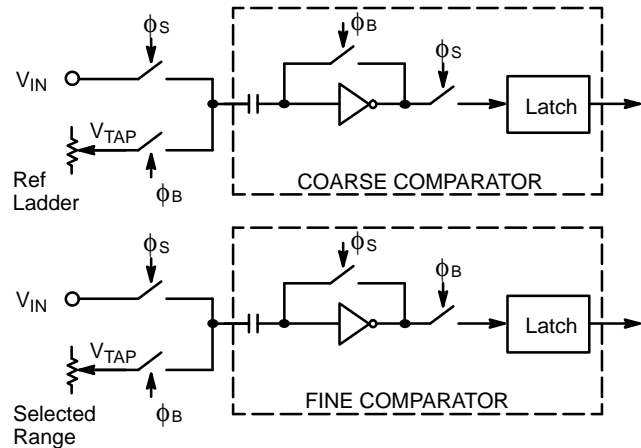 ϕS
ϕB
ϕS
VIN
VTAP
Latch
Ref
Ladder
ϕB
COARSE COMPARATOR
ϕS
ϕS
ϕB
VIN
VTAP
Latch
Selected
Range
ϕB
FINE COMPARATOR